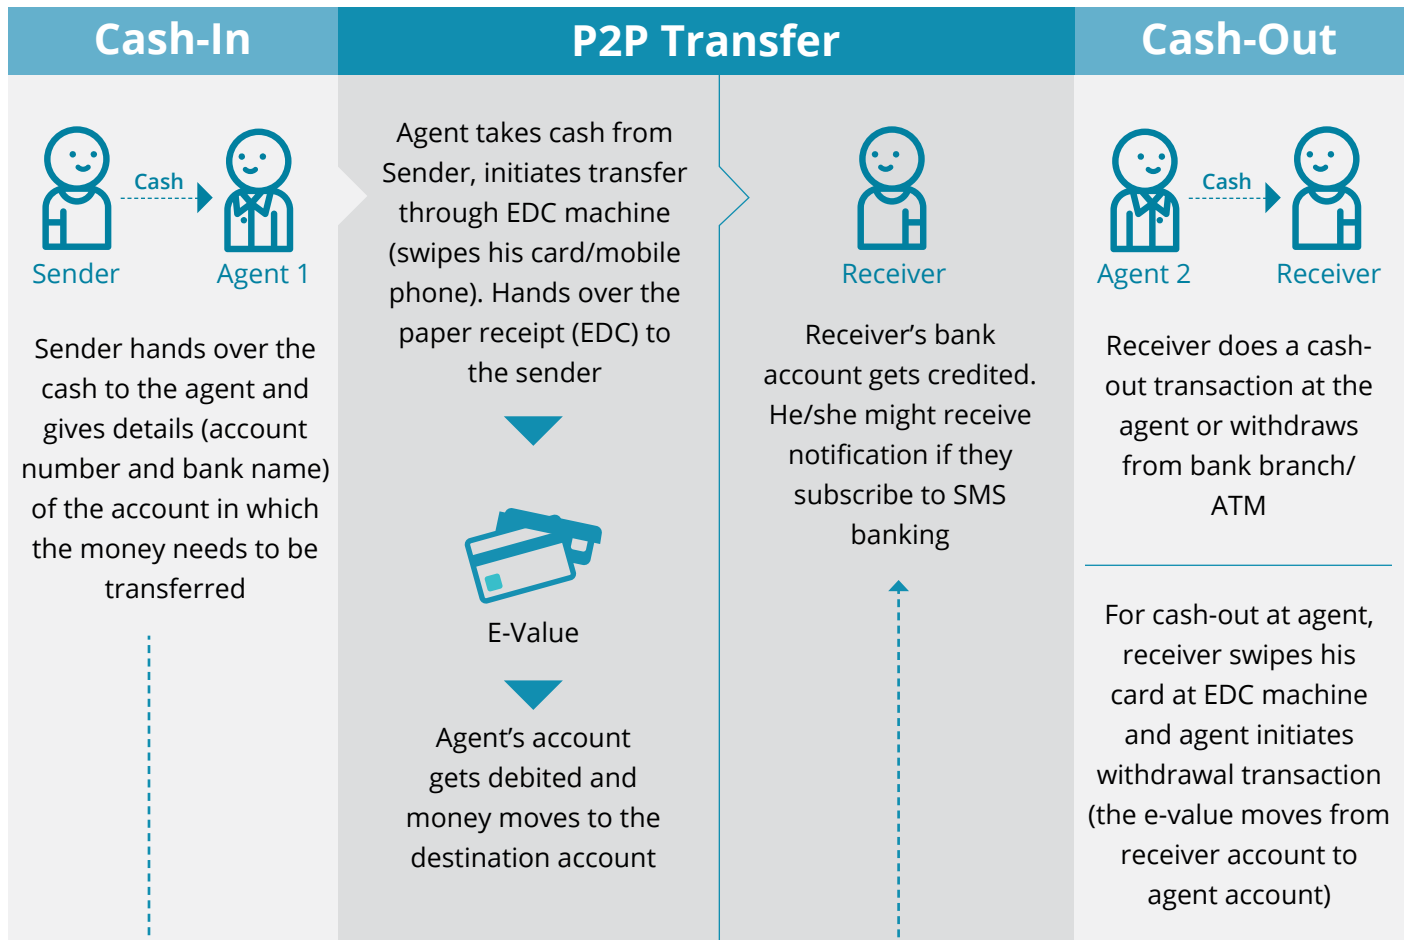 Cash-In
P2P Transfer
Cash-Out
Cash
Sender
Agent 1
Sender hands over the
cash to the agent and
gives details (account
number and bank name)
of the account in which
the money needs to be
transferred
Agent takes cash from
Sender, initiates transfer
through EDC machine
(swipes his card/mobile
phone). Hands over the
paper receipt (EDC) to
the sender
E-Value
Agent’s account
gets debited and
money moves to the
destination account
Receiver
Receiver’s bank
account gets credited.
He/she might receive
notification if they
subscribe to SMS
banking
Cash
Agent 2
Receiver
Receiver does a cash-
out transaction at the
agent or withdraws
from bank branch/
ATM
For cash-out at agent,
receiver swipes his
card at EDC machine
and agent initiates
withdrawal transaction
(the e-value moves from
receiver account to
agent account)